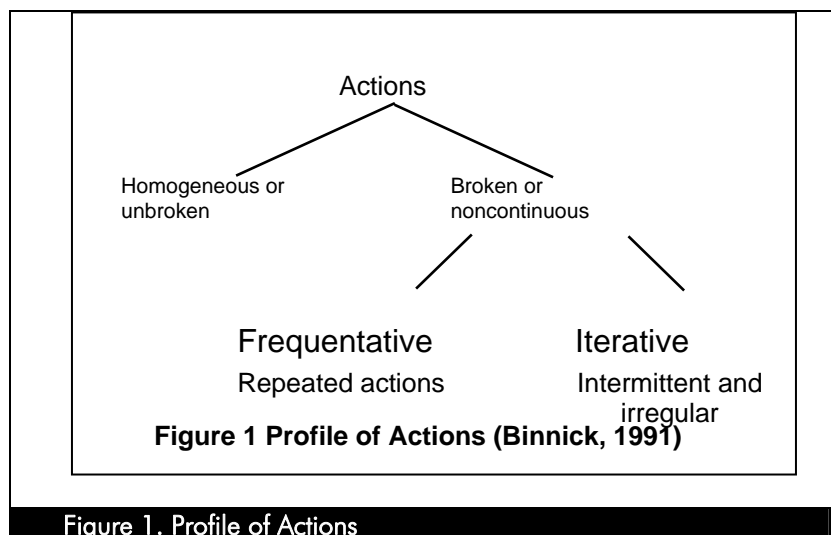 Actions
Homogeneous or
unbroken
Broken or
noncontinuous
Frequentative
Repeated actions
Iterative
Intermittent and
irregular
Figure 1 Profile of Actions (Binnick, 1991)
Figure 1. Profile of Actions